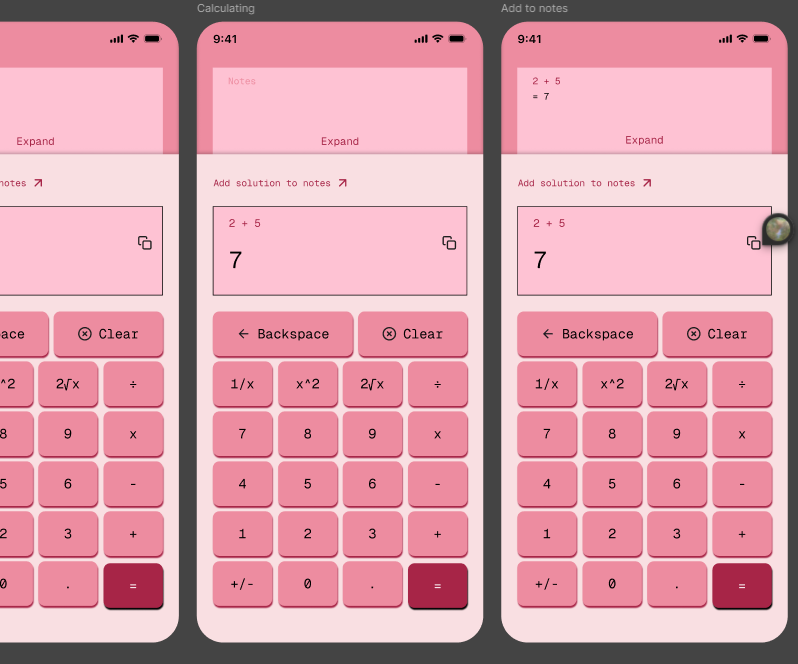 Calculating
Add to notes
9:41
9:41
Notes
2 + 5
= 7
Expand
Expand
Expand
notes
Add solution to notes
Add solution to notes
2 + 5
2 + 5
7
7
ace
Clear
Backspace
Clear
Backspace
Clear
^2
2√x
÷
1/x
x^2
2√x
÷
1/x
x^2
2√x
÷
8
9
x
7
8
9
x
7
8
9
x
5
6
-
4
5
6
-
4
5
6
-
2
3
+
1
2
3
+
1
2
3
+
0
.
=
+/-
0
.
=
+/-
0
.
=